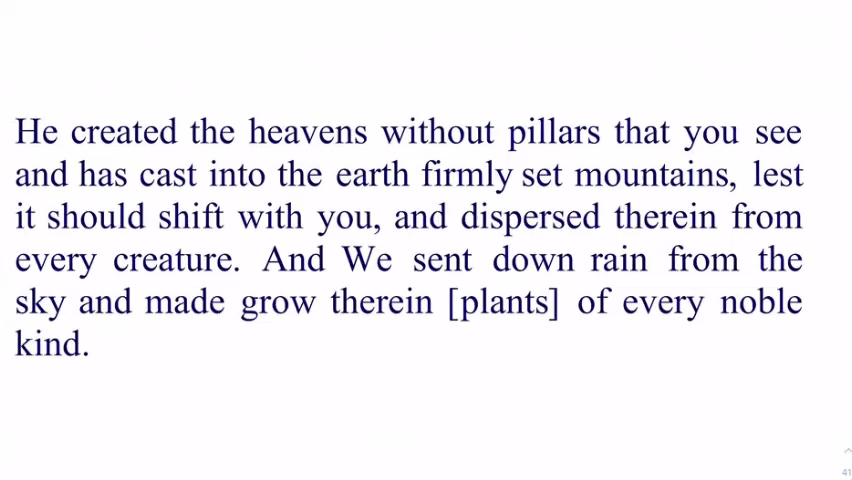 He created the heavens without pillars that you see
and has cast into the earth firmly set mountains, lest
it should shift with you, and dispersed therein from
every creature. And We sent down rain from the
sky and made grow therein [plants] of every noble
kind.
41